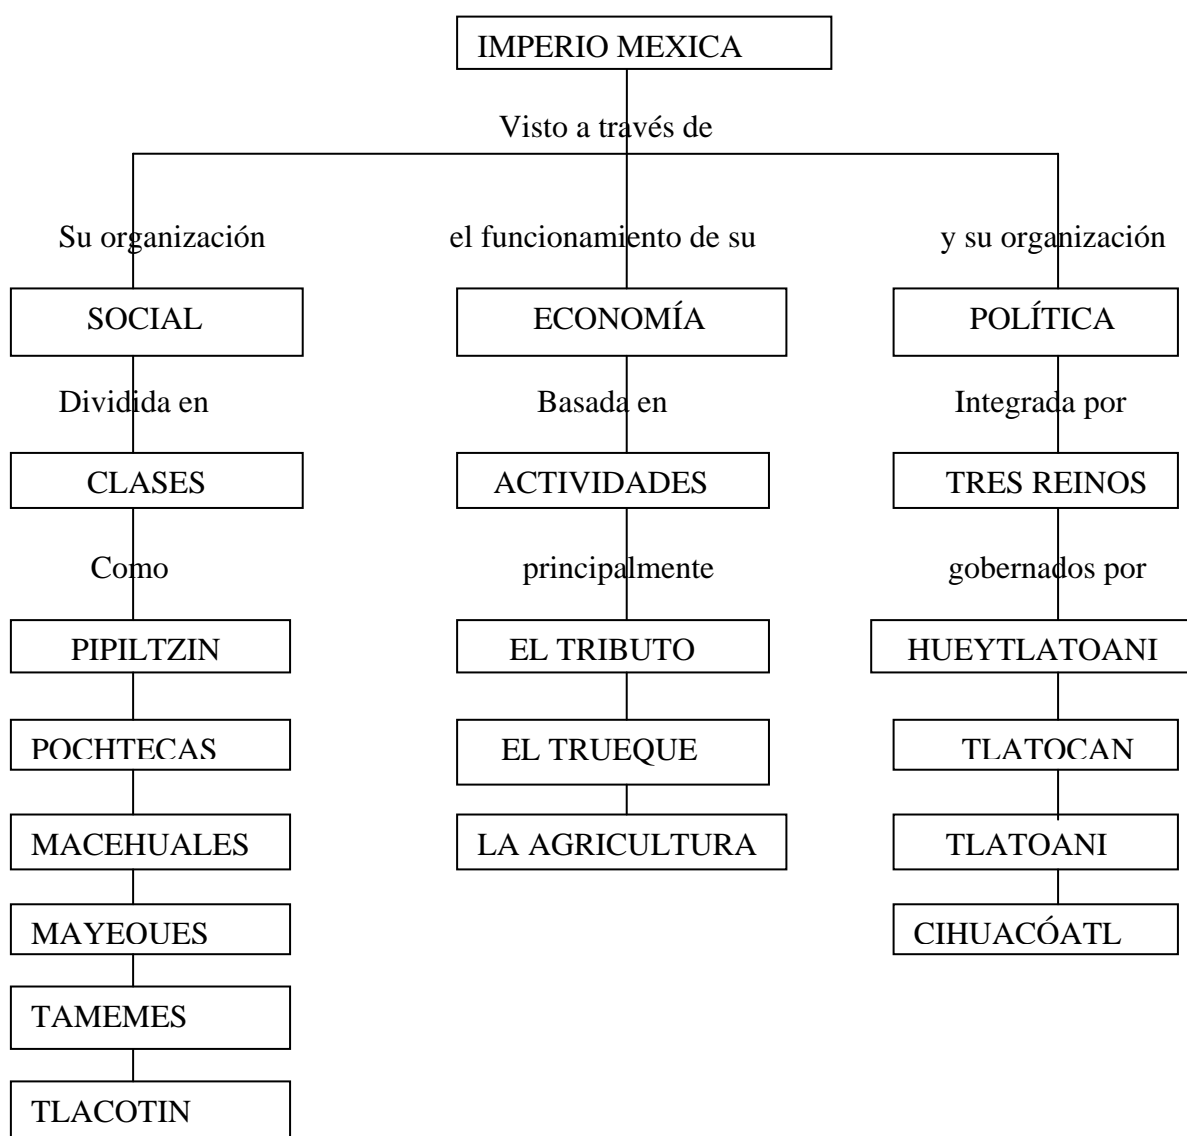 IMPERIO MEXICA
Visto a través de
Su organización
el funcionamiento de su
y su organización
SOCIAL
ECONOMÍA
POLÍTICA
Dividida en
Basada en
Integrada por
CLASES
ACTIVIDADES
TRES REINOS
Como
principalmente
gobernados por
PIPILTZIN
EL TRIBUTO
HUEYTLATOANI
POCHTECAS
EL TRUEQUE
TLATOCAN
MACEHUALES
LA AGRICULTURA
TLATOANI
MAYEQUES
CIHUACÓATL
TAMEMES
TLACOTIN